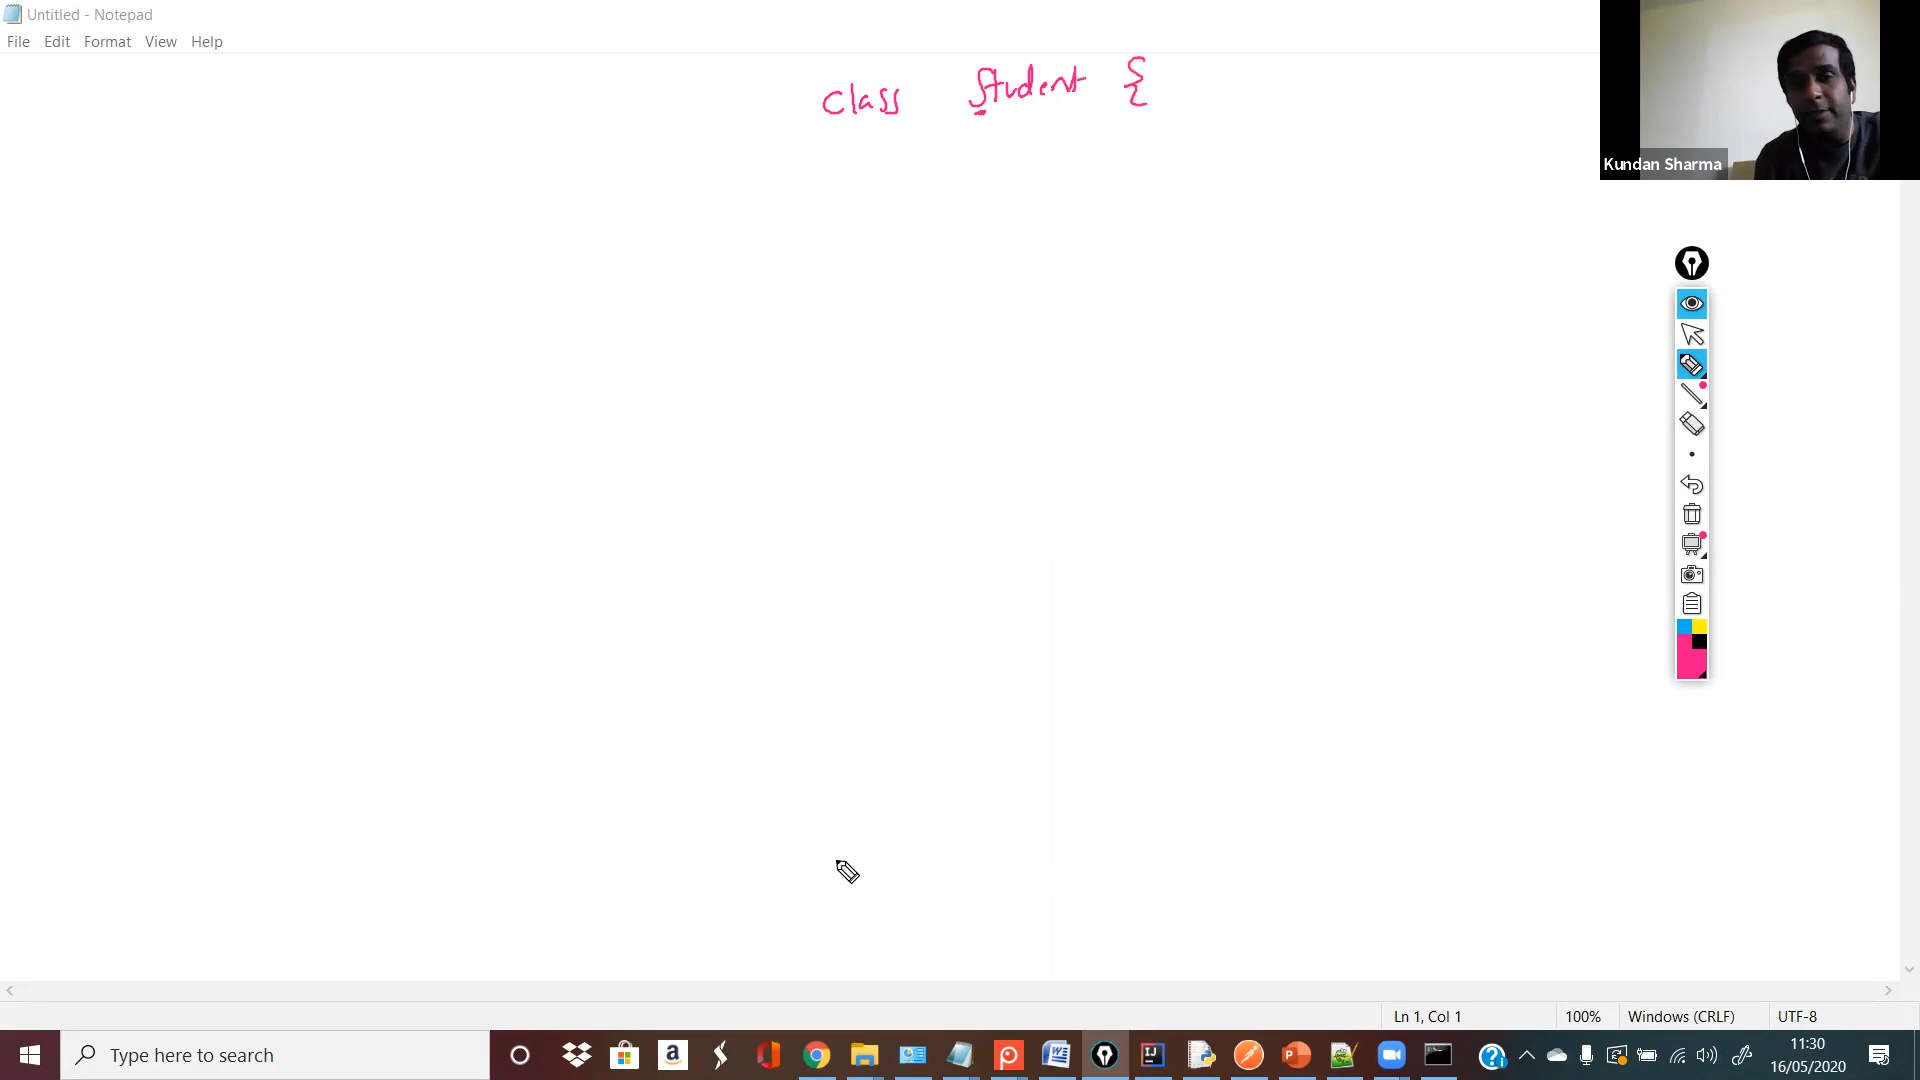 Untitled - Notepad
File Edit Format View Help
class Student {
Kundan Sharma
Ln 1, Col 1 100% Windows (CRLF) UTF-8
Type here to search
11:30
16/05/2020